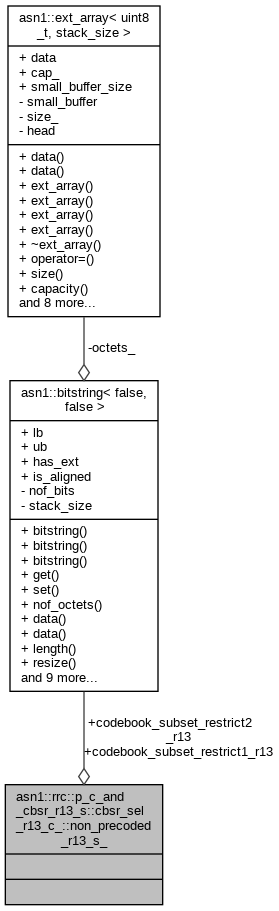 asn1::ext_array< uint8
_t, stack_size >
+ data
+ cap_
+ small_buffer_size
- small_buffer
- size_
- head
+ data()
+ data()
+ ext_array()
+ ext_array()
+ ext_array()
+ ext_array()
+ ~ext_array()
+ operator=()
+ size()
+ capacity()
and 8 more...
-octets_
asn1::bitstring< false,
false >
+ lb
+ ub
+ has_ext
+ is_aligned
- nof_bits
- stack_size
+ bitstring()
+ bitstring()
+ bitstring()
+ get()
+ set()
+ nof_octets()
+ data()
+ data()
+ length()
+ resize()
and 9 more...
+codebook_subset_restrict2
_r13
+codebook_subset_restrict1_r13
asn1::rrc::p_c_and
_cbsr_r13_s::cbsr_sel
_r13_c_::non_precoded
_r13_s_